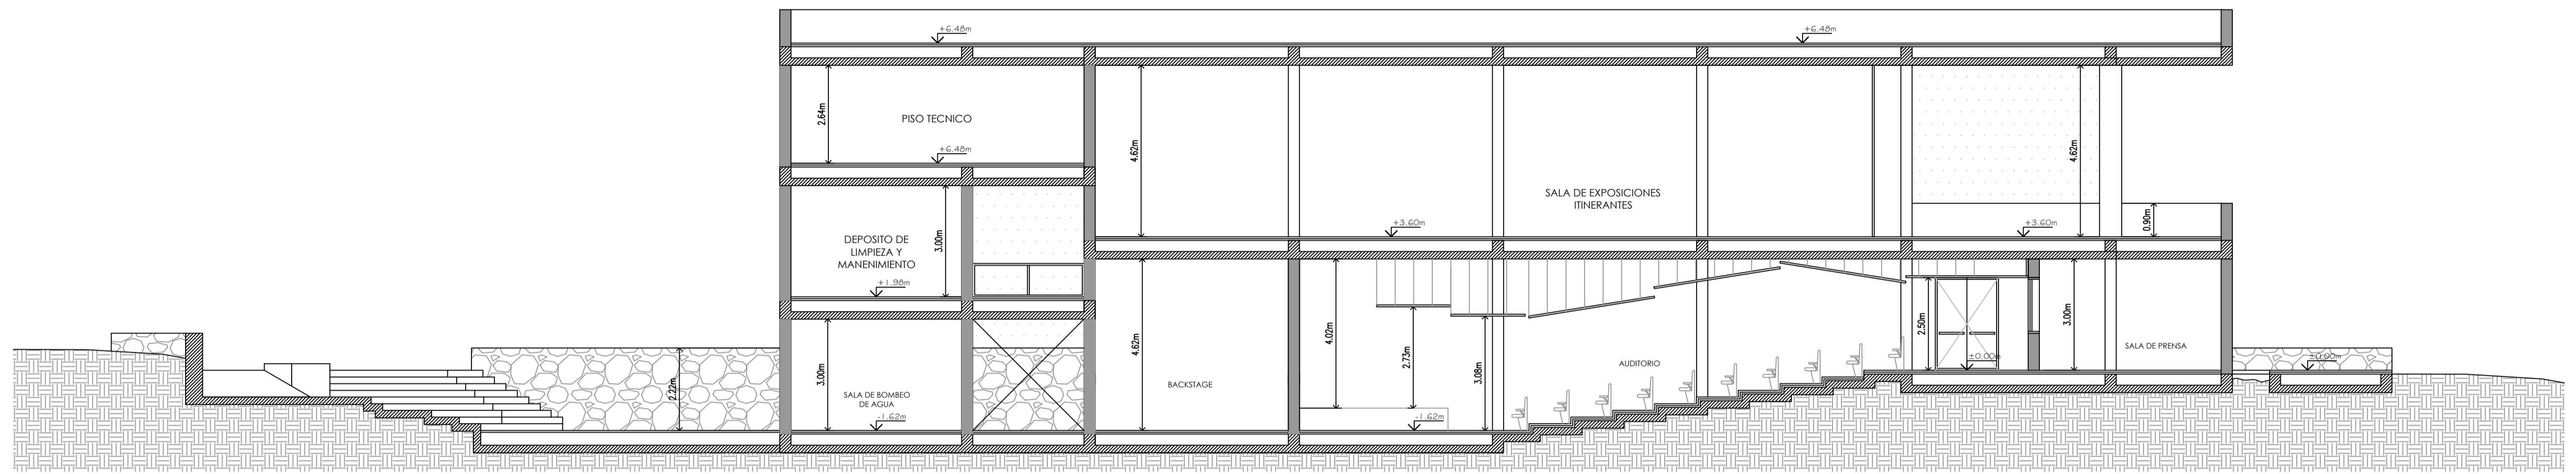 +6.48m
+6.48m
2.64m
PISO TECNICO
+6.48m
4.62m
4.62m
SALA DE EXPOSICIONES
ITINERANTES
+3.60m
+3.60m
0.90m
DEPOSITO DE
LIMPIEZA Y
MANENIMIENTO
3.00m
+1.98m
2.22m
3.00m
SALA DE BOMBEO
DE AGUA
-1.62m
4.62m
BACKSTAGE
4.02m
2.73m
3.08m
-1.62m
AUDITORIO
2.50m
±0.00m
3.00m
SALA DE PRENSA
±0.00m